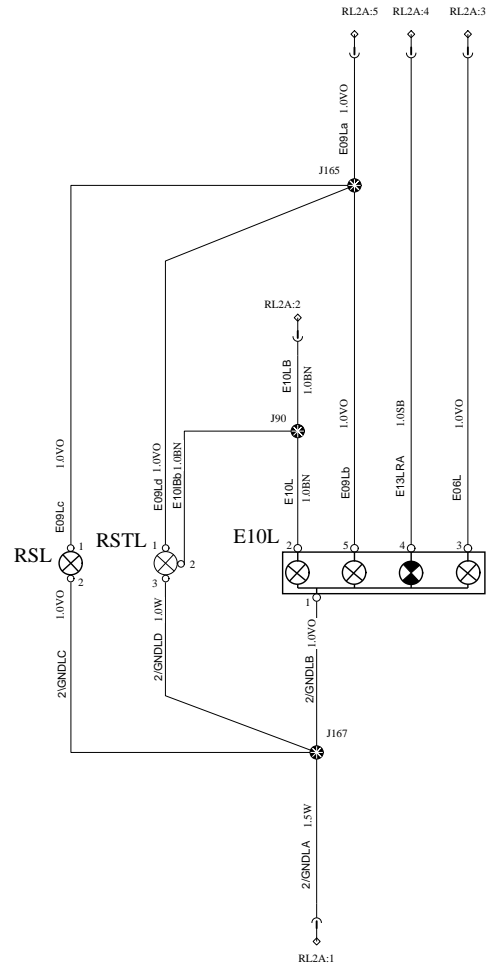 RL2A:5 RL2A:4 RL2A:3
E09La 1.0VO
J165
RL2A:2
E10LB 1.0BN
J90
E09Lc 1.0VO
E09Ld 1.0VO
E10IBb 1.0BN
E10L 1.0BN
E09Lb 1.0VO
E13LRA 1.0SB
E06L 1.0VO
RSL 1 2
RSTL 1 2 3
E10L 2 5 4 3 1
2\GNDLC 1.0VO
2/GNDLD 1.0W
2/GNDLB 1.0VO
J167
2/GNDLA 1.5W
RL2A:1